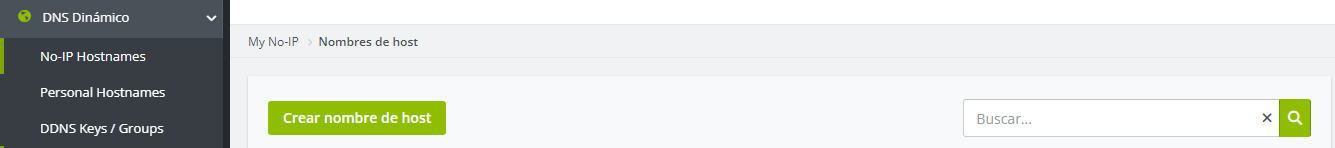 DNS Dinámico
No-IP Hostnames
Personal Hostnames
DDNS Keys / Groups
My No-IP > Nombres de host
Crear nombre de host
Buscar...